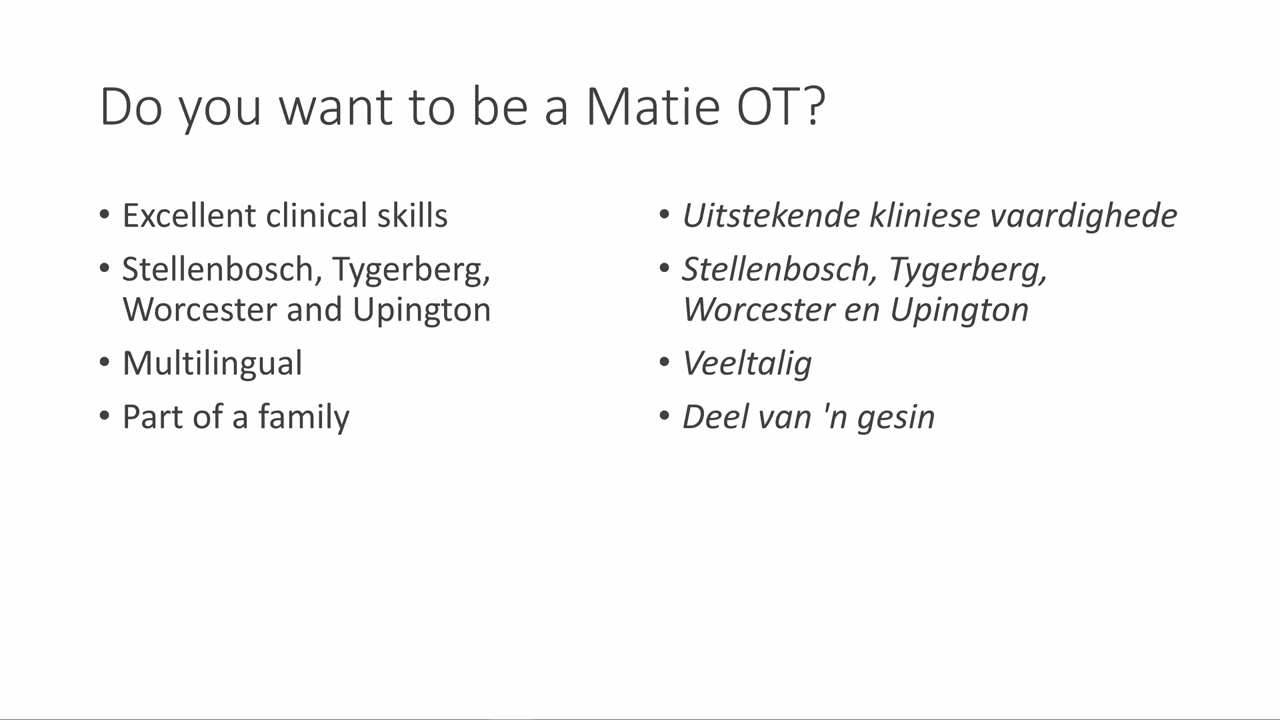 Do you want to be a Matie OT?
• Excellent clinical skills
• Stellenbosch, Tygerberg,
Worcester and Upington
• Multilingual
• Part of a family
• Uitstekende kliniese vaardighede
• Stellenbosch, Tygerberg,
Worcester en Upington
• Veeltalig
• Deel van 'n gesin